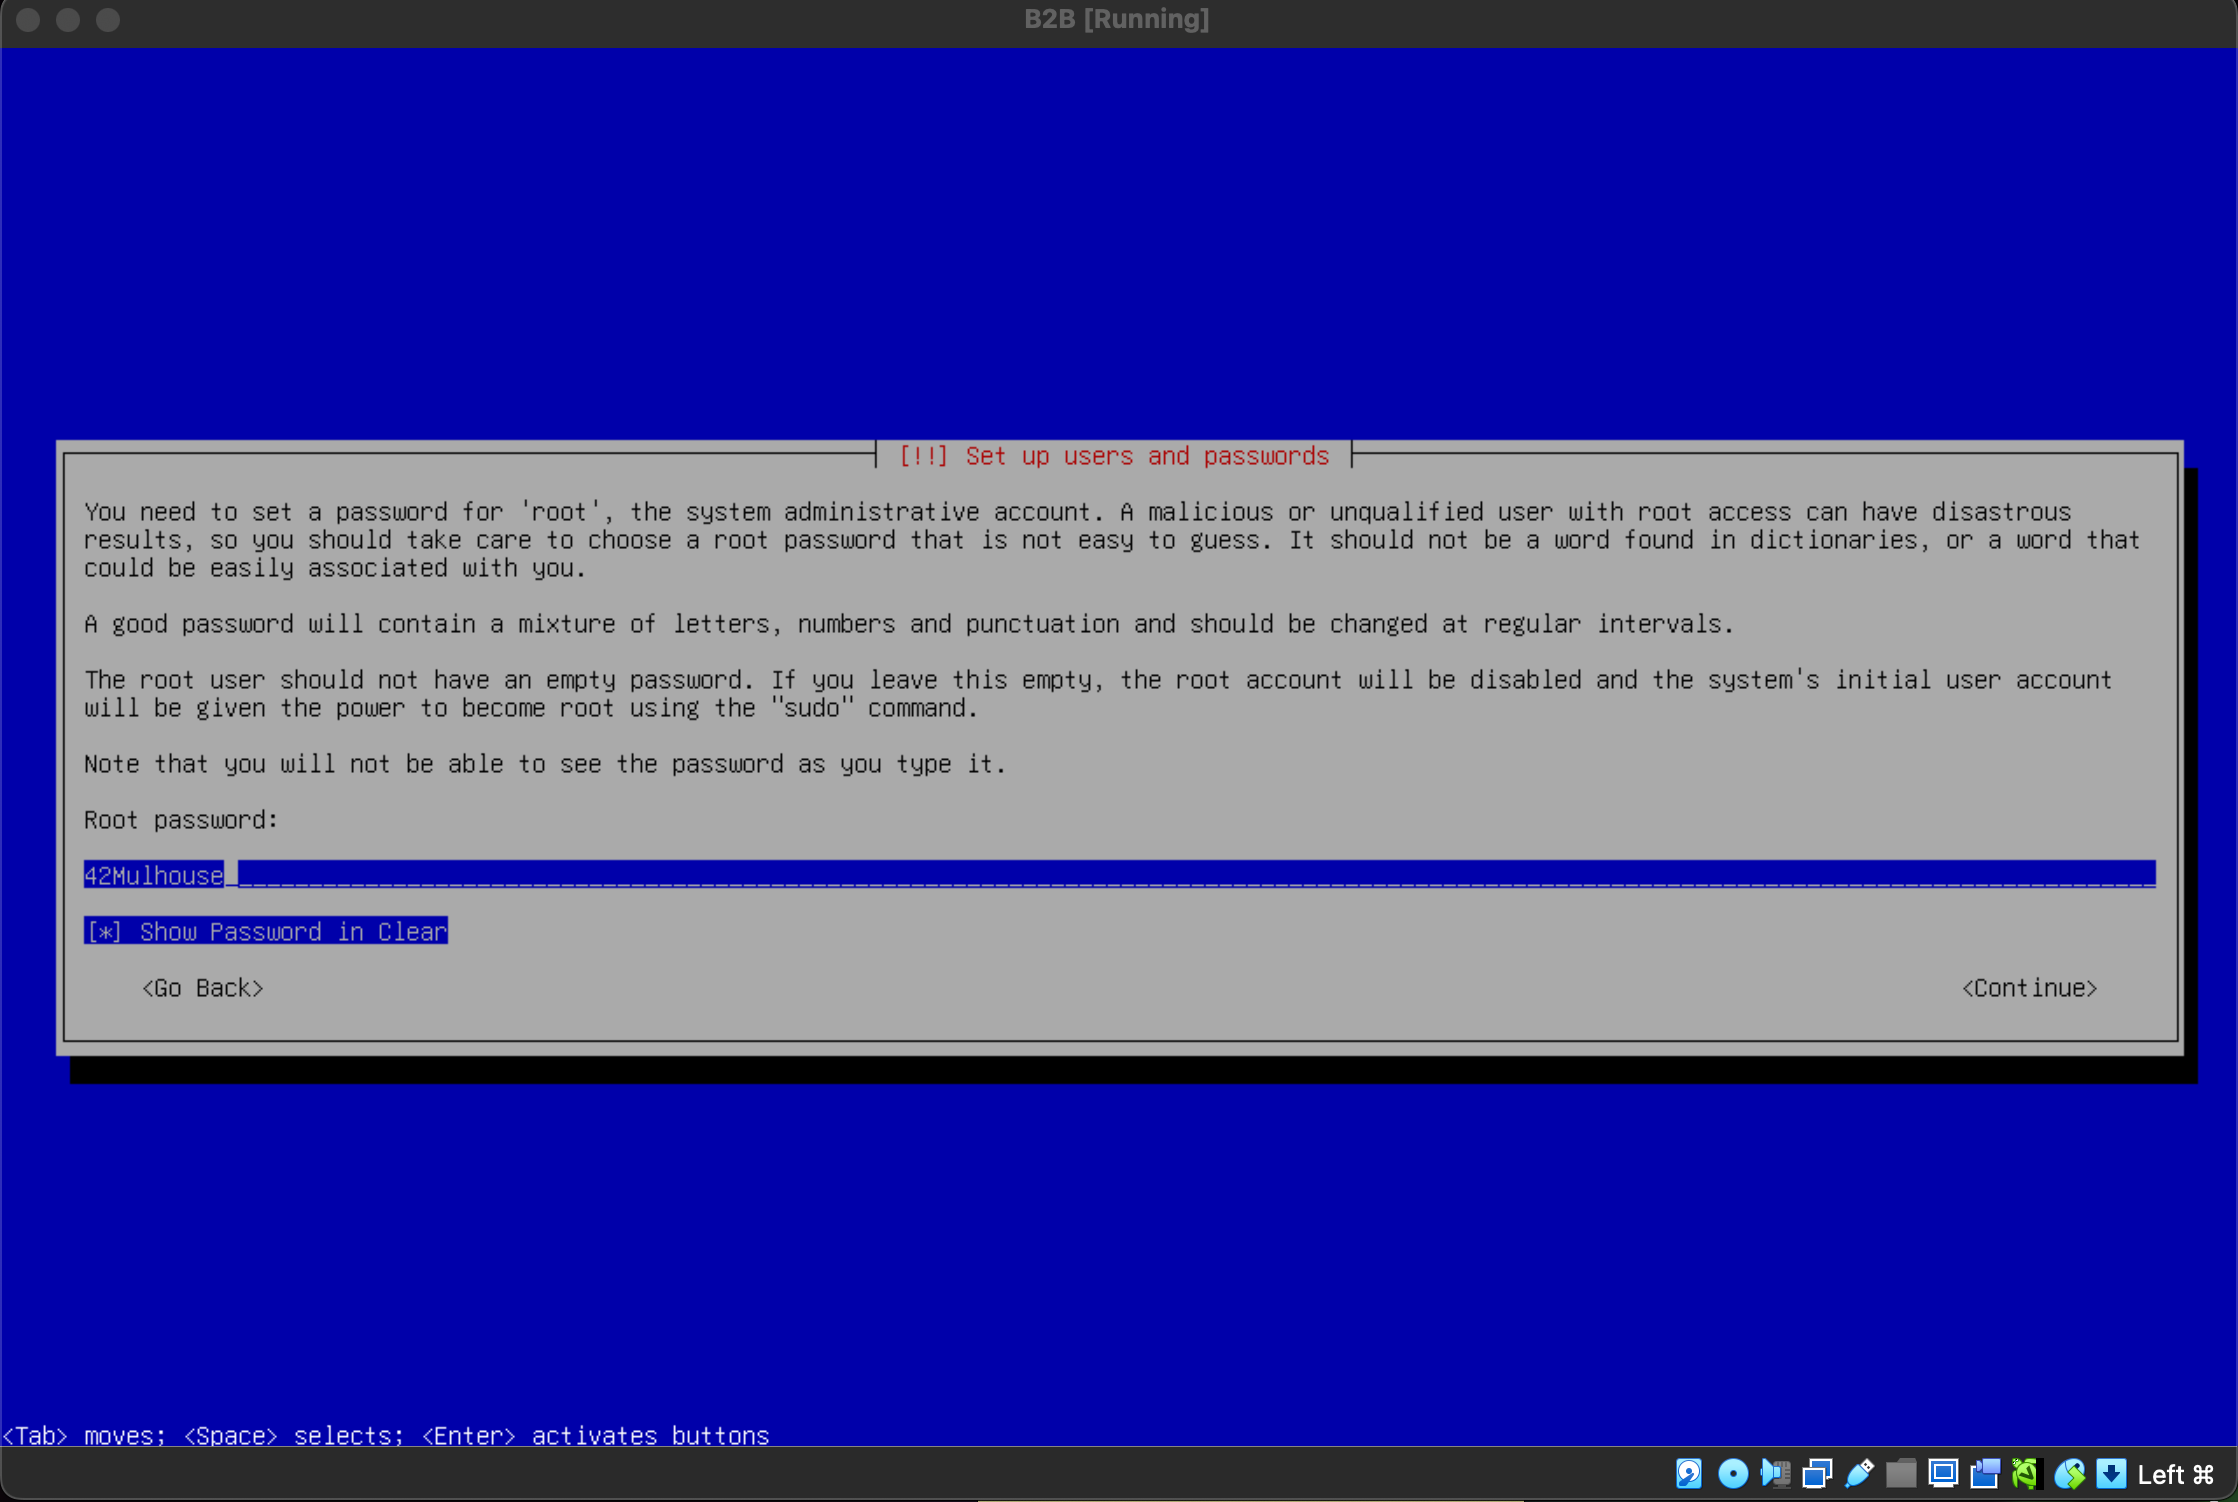 B2B [Running]
[!!] Set up users and passwords
You need to set a password for 'root', the system administrative account. A malicious or unqualified user with root access can have disastrous
results, so you should take care to choose a root password that is not easy to guess. It should not be a word found in dictionaries, or a word that
could be easily associated with you.
A good password will contain a mixture of letters, numbers and punctuation and should be changed at regular intervals.
The root user should not have an empty password. If you leave this empty, the root account will be disabled and the system's initial user account
will be given the power to become root using the "sudo" command.
Note that you will not be able to see the password as you type it.
Root password:
42Mulhouse
[*] Show Password in Clear
<Go Back> <Continue>
<Tab> moves; <Space> selects; <Enter> activates buttons
Left ⌘